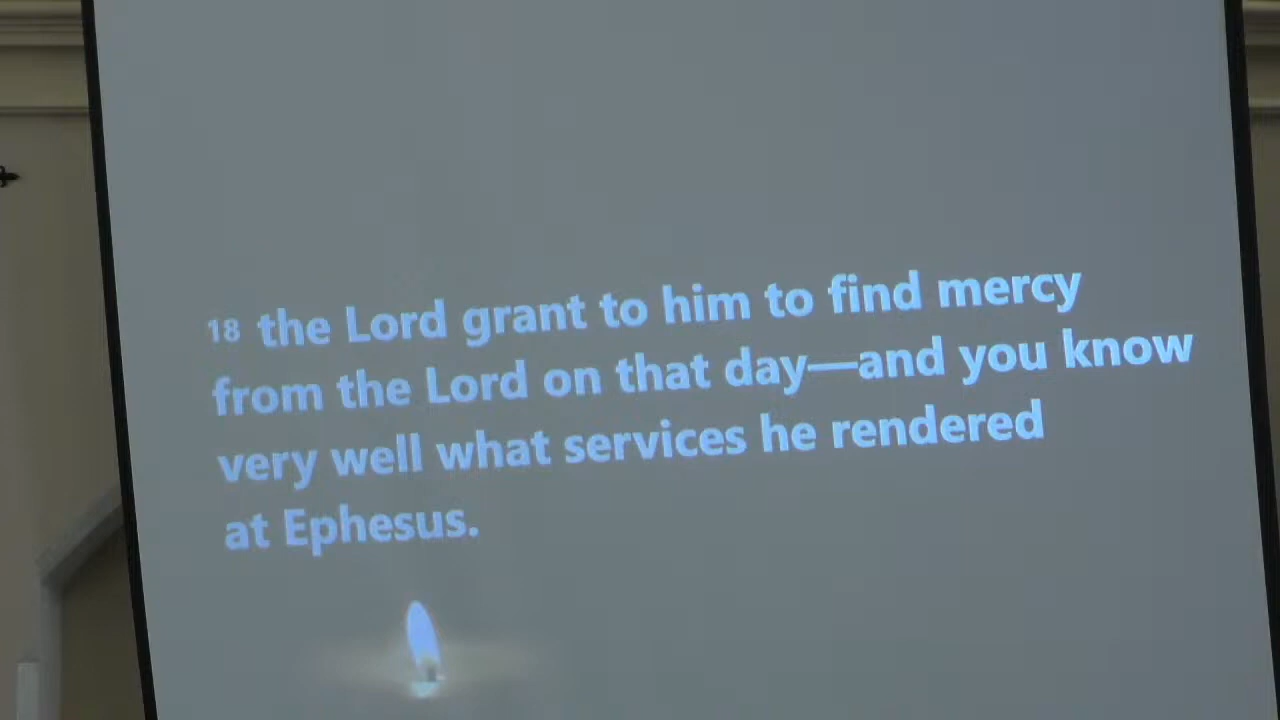 18 the Lord grant to him to find mercy
from the Lord on that day—and you know
very well what services he rendered
at Ephesus.